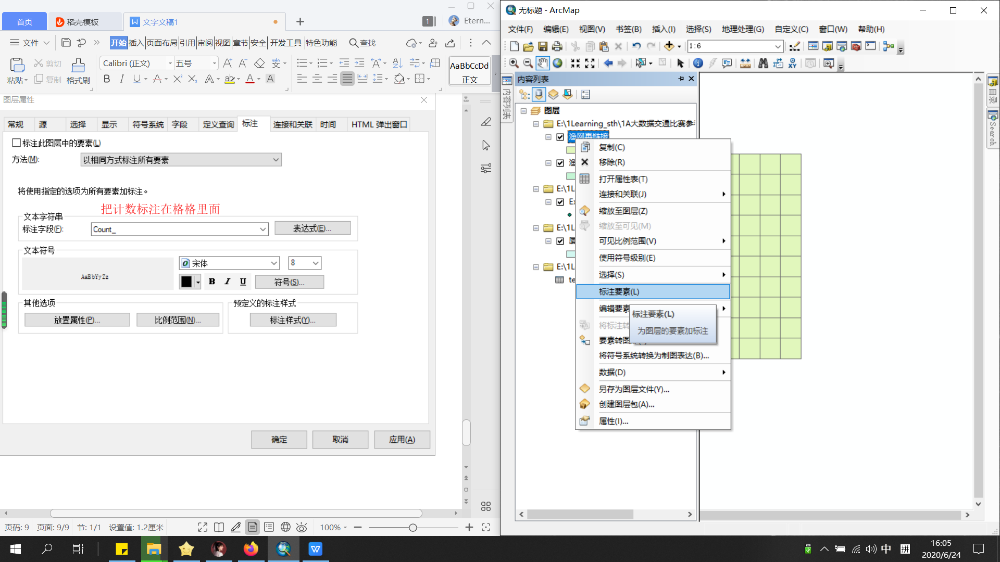 首页
稻壳模板
文字文稿1
1
Etern...
文件
开始 插入 页面布局 引用 审阅 视图 章节 安全 开发工具 特色功能
查找
剪切
Calibri (正文)
五号
粘贴
复制
格式刷
AaBbCcDd
正文
图层属性
常规 源 选择 显示 符号系统 字段 定义查询 标注 连接和关联 时间 HTML 弹出窗口
标注此图层中的要素(L)
方法(M):
以相同方式标注所有要素
将使用指定的选项为所有要素加标注。
把计数标注在格格里面
文本字符串
标注字段(F):
Count_
表达式(E)...
文本符号
AaBbYyZz
宋体
8
B I U
符号(S)...
其他选项
放置属性(P)...
比例范围(N)...
预定义的标注样式
标注样式(Y)...
确定
取消
应用(A)
页码: 9
页面: 9/9
节: 1/1
设置值: 1.2厘米
100%
无标题 - ArcMap
文件(F) 编辑(E) 视图(V) 书签(B) 插入(I) 选择(S) 地理处理(G) 自定义(C) 窗口(W) 帮助(H)
1:6
内容列表
内容列表
图层
E:\1Learning_sth\1A大数据交通比赛参
渔网再链接
渔
E:\1L
Ex
E:\1L
厦
E:\1L
te
复制(C)
移除(R)
打开属性表(T)
连接和关联(J)
缩放至图层(Z)
缩放至可见(M)
可见比例范围(V)
使用符号级别(E)
选择(S)
标注要素(L)
编辑要素
将标注转
要素转图
将符号系统转换为制图表达(B)...
数据(D)
另存为图层文件(Y)...
创建图层包(A)...
属性(I)...
标注要素(L)
为图层的要素加标注
目录
Search
中
拼
16:05
2020/6/24